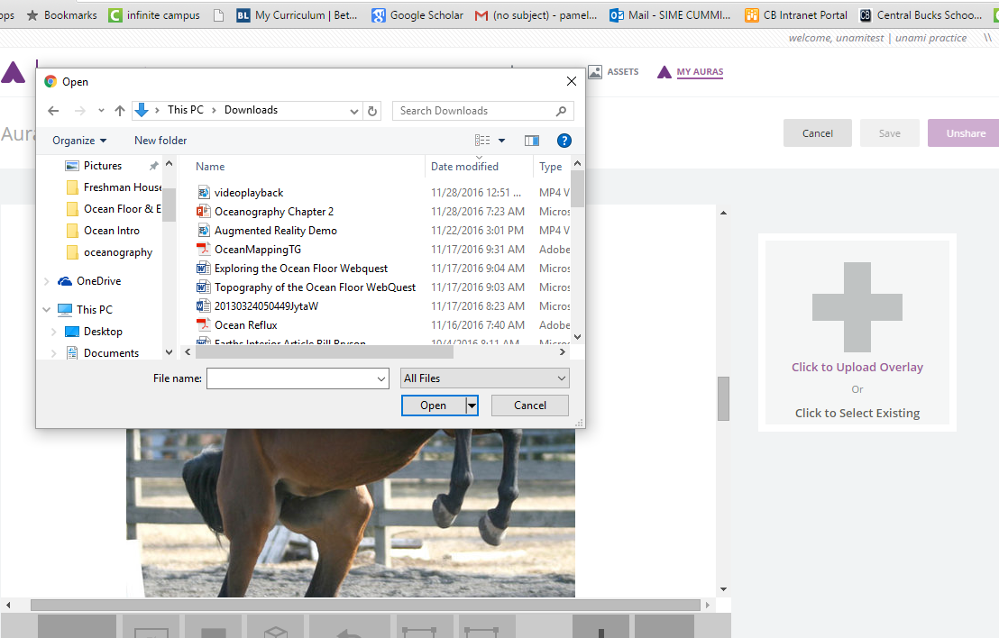 ps Bookmarks infinite campus BL My Curriculum | Bet... Google Scholar (no subject) - pamel... Mail - SIME CUMMI... CB Intranet Portal CB Central Bucks Schoo...
welcome, unamitest | unami practice \\
Open
ASSETS MY AURAS
This PC Downloads Search Downloads
Aura Cancel Save Unshare
Organize New folder
Name Date modified Type
Pictures
Freshman House
Ocean Floor & E
Ocean Intro
oceanography
OneDrive
This PC
Desktop
Documents
videoplayback 11/28/2016 12:51 ... MP4 V
Oceanography Chapter 2 11/28/2016 7:23 AM Micros
Augmented Reality Demo 11/22/2016 3:01 PM MP4 V
OceanMappingTG 11/17/2016 9:31 AM Adobe
Exploring the Ocean Floor Webquest 11/17/2016 9:04 AM Micros
Topography of the Ocean Floor WebQuest 11/17/2016 9:03 AM Micros
20130324050449JytaW 11/17/2016 8:23 AM Micros
Ocean Reflux 11/16/2016 7:40 AM Adobe
Earths Interior Article Bill Bryson 10/4/2016 8:11 AM Micros
File name: All Files
Open Cancel
Click to Upload Overlay
Or
Click to Select Existing